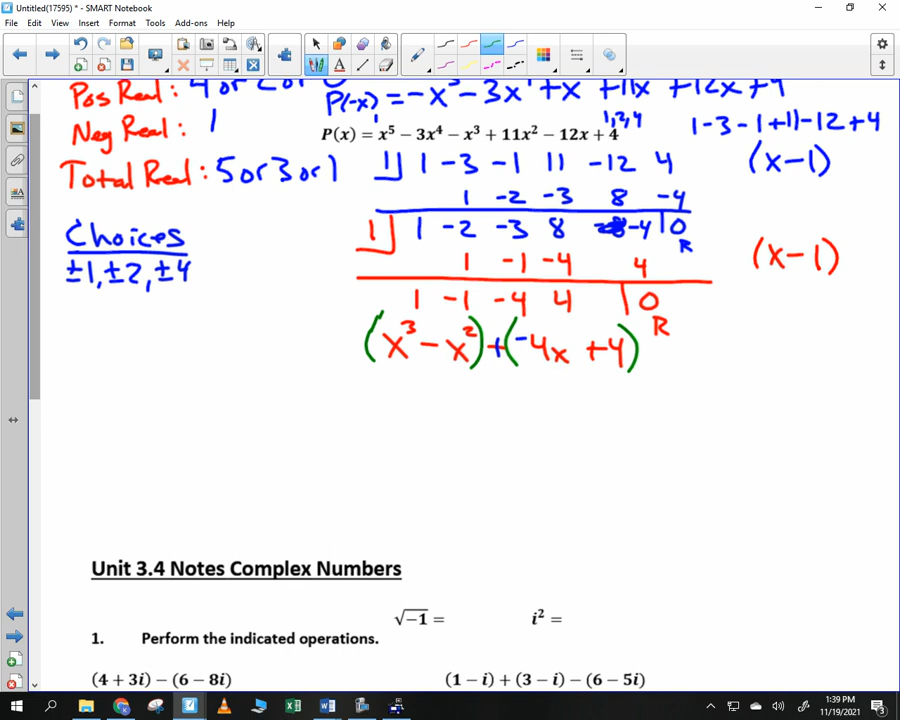 Untitled(17595) * - SMART Notebook
File Edit View Insert Format Tools Add-ons Help
Pos Real: 4 or 2 or
P(-x) = -x⁵ - 3x⁴ + x³ + 11x² + 12x + 4
1 1,2,4
Neg Real: 1
P(x) = x⁵ − 3x⁴ − x³ + 11x² − 12x + 4
1-3-1+11-12+4
Total Real: 5 or 3 or 1
1 1 -3 -1 11 -12 4
(x-1)
1 -2 -3 8 -4
Choices
±1, ±2, ±4
1 1 -2 -3 8 -4 0
R
(x-1)
1 -1 -4 4
1 -1 -4 4 0
R
(x³ - x²) + (-4x + 4)
Unit 3.4 Notes Complex Numbers
√−1 = i² =
1. Perform the indicated operations.
(4 + 3i) − (6 − 8i) (1 − i) + (3 − i) − (6 − 5i)
1:39 PM
11/19/2021
3